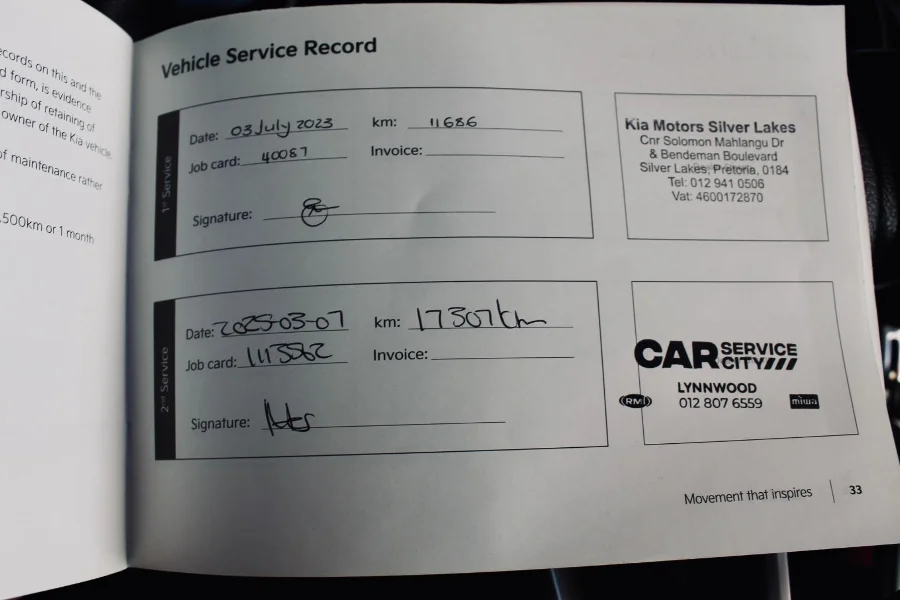 ecords on this and the
d form, is evidence
rship of retaining of
owner of the Kia vehicle.
of maintenance rather
,500km or 1 month
Vehicle Service Record
1st Service
Date: 03 July 2023 km: 11686
Job card: 40087 Invoice:
Signature:
Kia Motors Silver Lakes
Cnr Solomon Mahlangu Dr
& Bendeman Boulevard
Silver Lakes, Pretoria, 0184
Tel: 012 941 0506
Vat: 4600172870
2nd Service
Date: 2025-03-07 km: 17307km
Job card: 113562 Invoice:
Signature:
CAR SERVICE CITY
LYNNWOOD
RMI 012 807 6559 miwa
Movement that inspires | 33